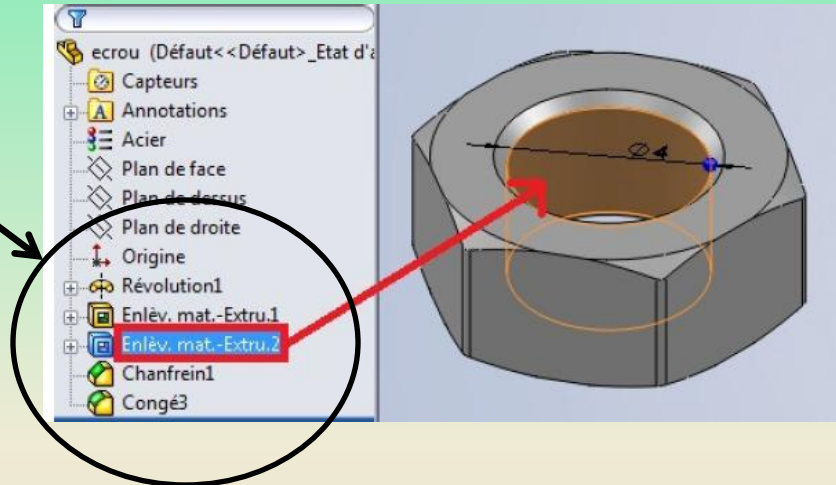 ecrou (Défaut<<Défaut>_Etat d'a
Capteurs
A Annotations
Acier
Plan de face
Plan de dessus
Plan de droite
Origine
Révolution1
Enlèv. mat.-Extru.1
Enlèv. mat.-Extru.2
Chanfrein1
Congé3
∅4